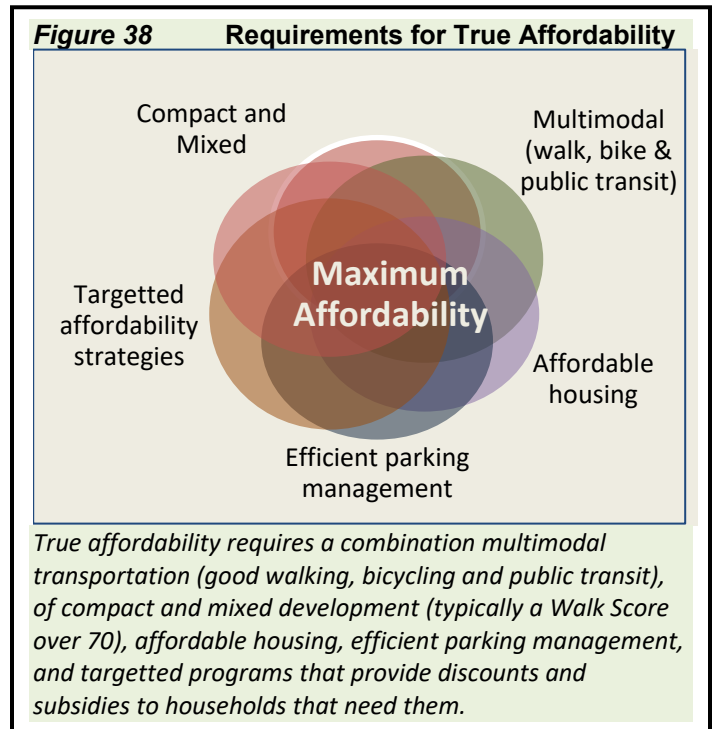 Figure 38 Requirements for True Affordability
Compact and
Mixed
Multimodal
(walk, bike &
public transit)
Maximum
Affordability
Targetted
affordability
strategies
Affordable
housing
Efficient parking
management
True affordability requires a combination multimodal
transportation (good walking, bicycling and public transit),
of compact and mixed development (typically a Walk Score
over 70), affordable housing, efficient parking management,
and targetted programs that provide discounts and
subsidies to households that need them.